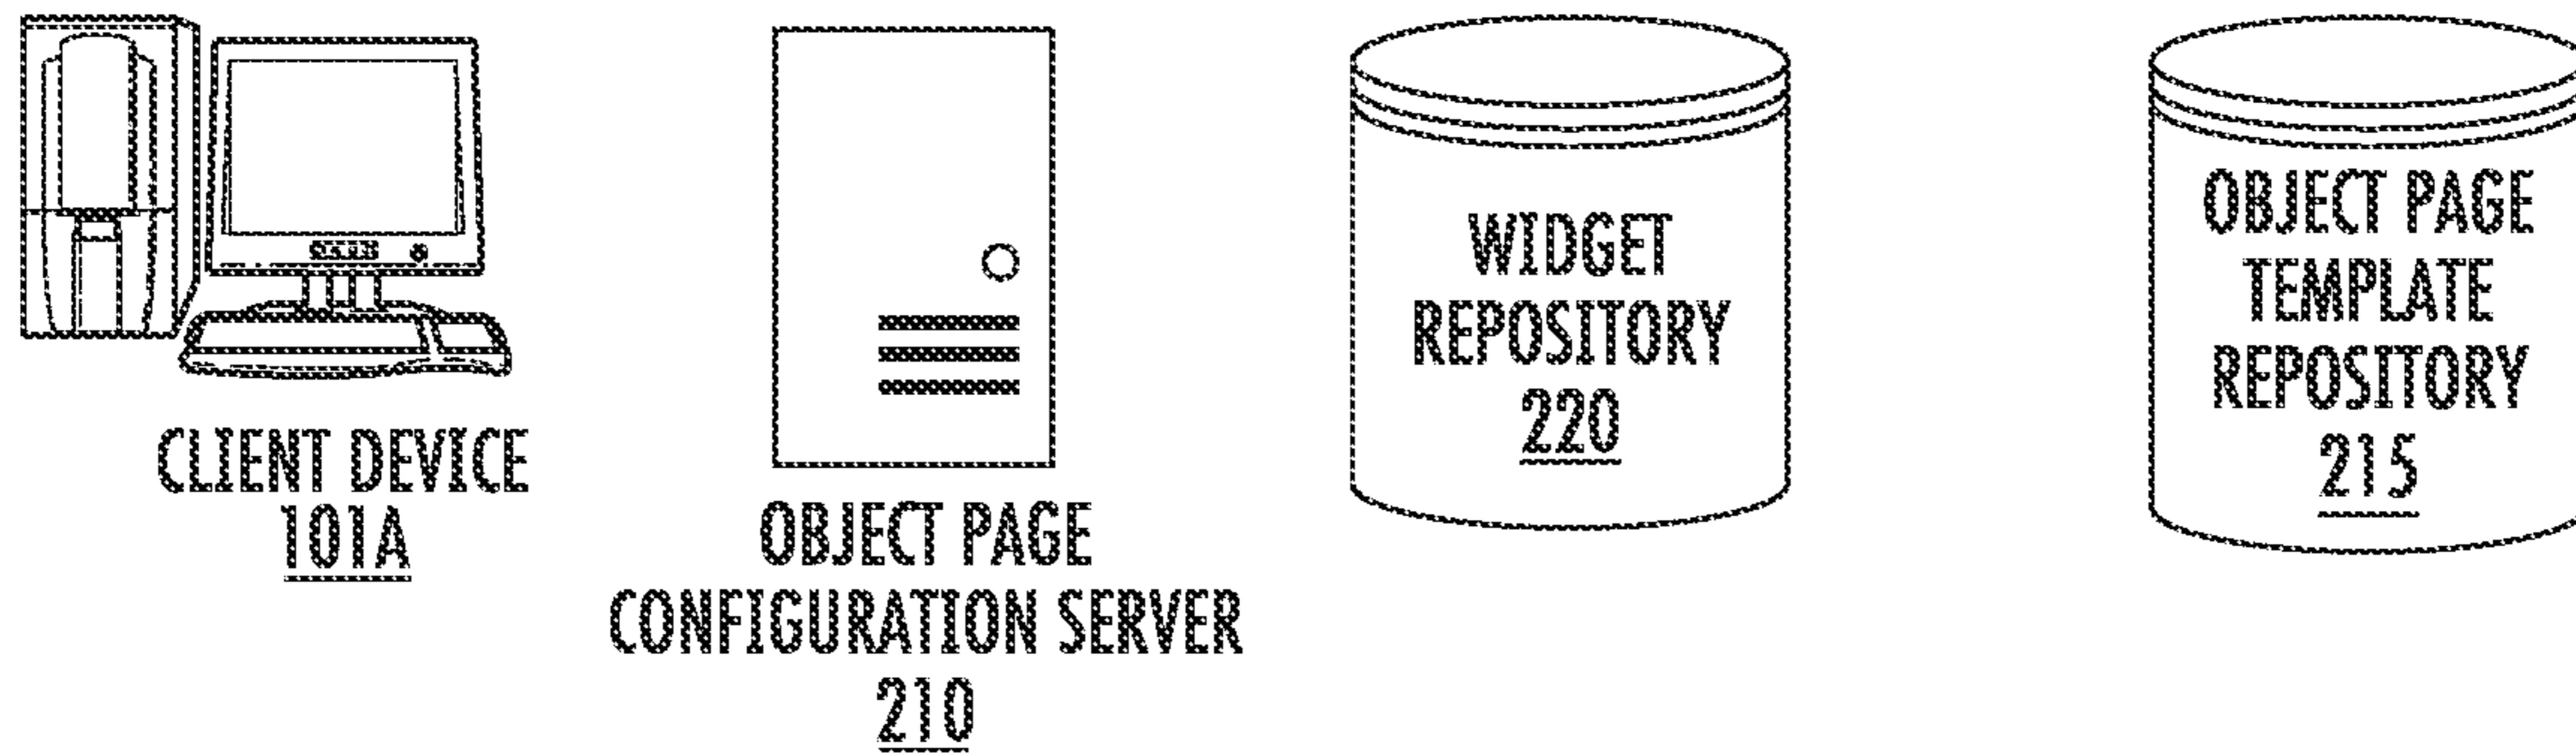 CLIENT DEVICE
101A
OBJECT PAGE
CONFIGURATION SERVER
210
WIDGET
REPOSITORY
220
OBJECT PAGE
TEMPLATE
REPOSITORY
215